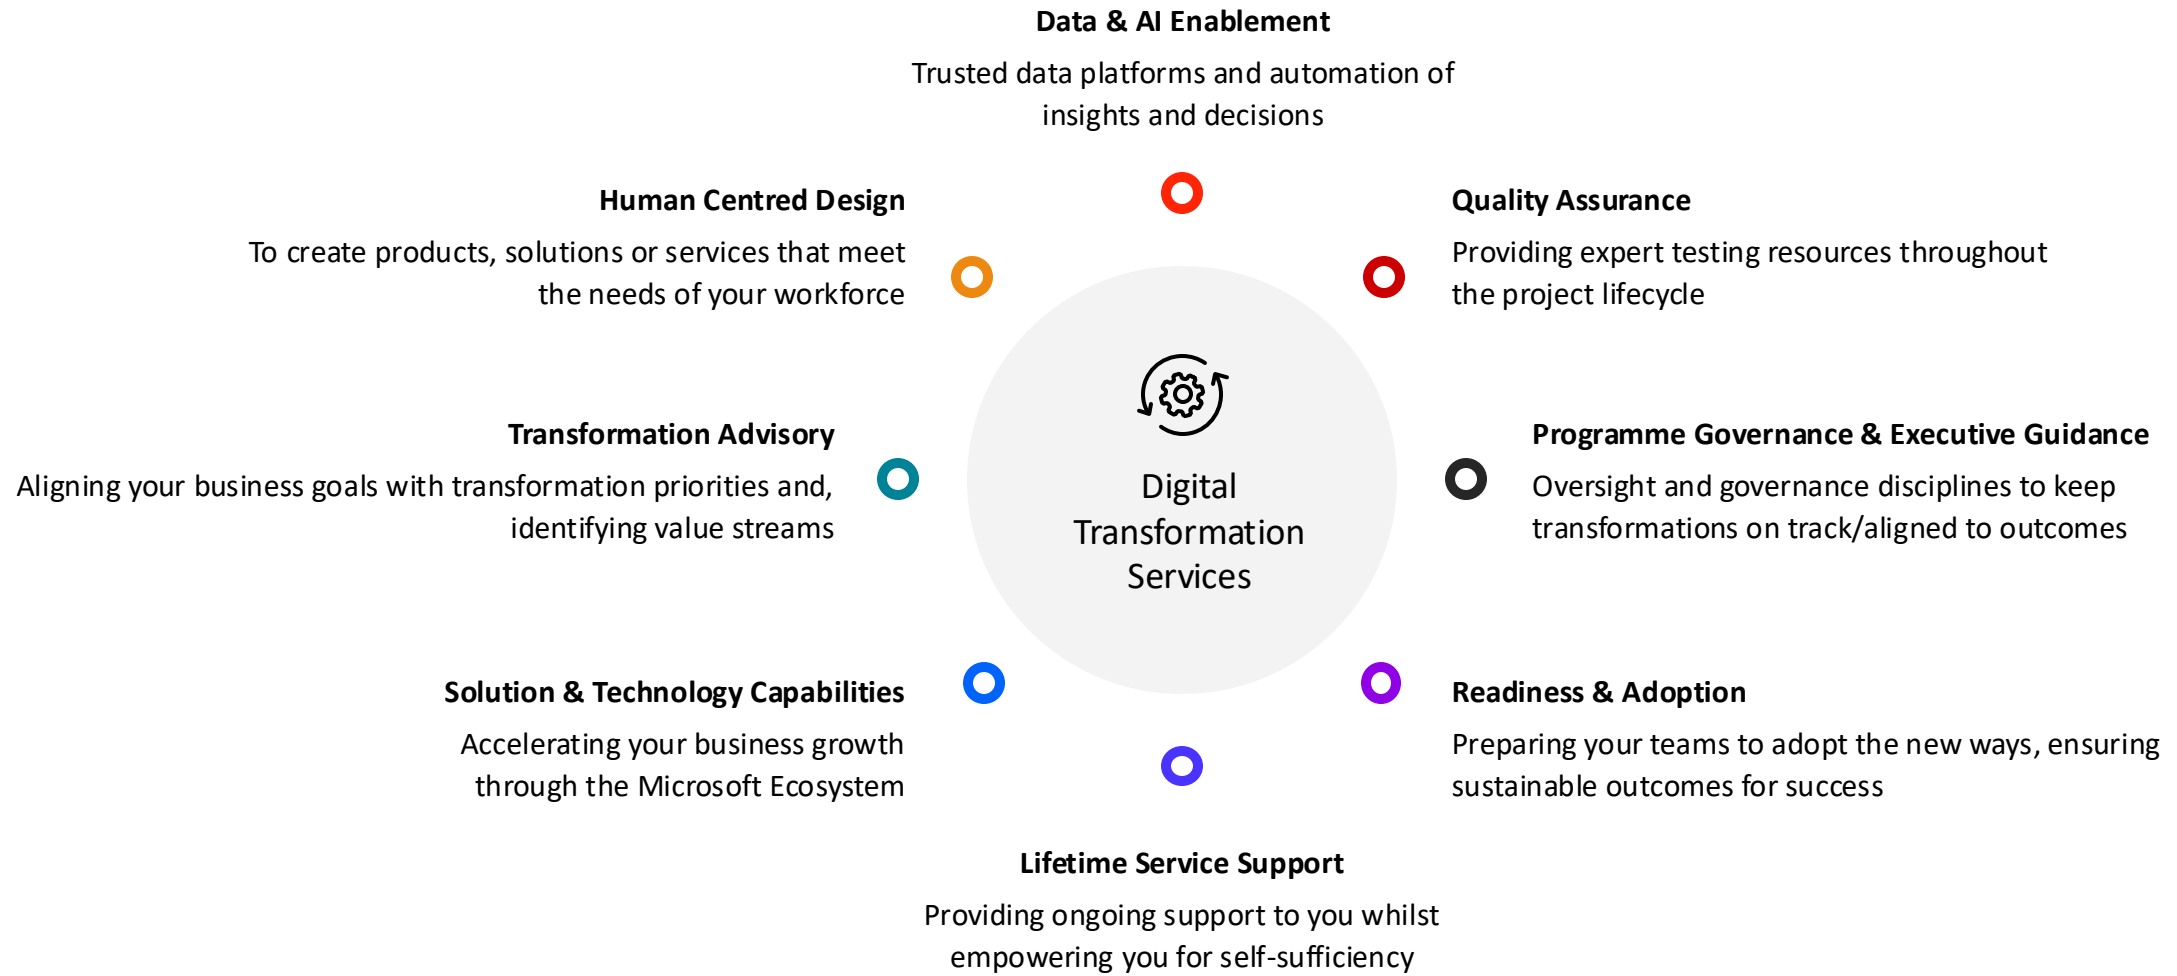 Data & AI Enablement
Trusted data platforms and automation of
insights and decisions
Human Centred Design
To create products, solutions or services that meet
the needs of your workforce
Quality Assurance
Providing expert testing resources throughout
the project lifecycle
Transformation Advisory
Aligning your business goals with transformation priorities and,
identifying value streams
Digital
Transformation
Services
Programme Governance & Executive Guidance
Oversight and governance disciplines to keep
transformations on track/aligned to outcomes
Solution & Technology Capabilities
Accelerating your business growth
through the Microsoft Ecosystem
Readiness & Adoption
Preparing your teams to adopt the new ways, ensuring
sustainable outcomes for success
Lifetime Service Support
Providing ongoing support to you whilst
empowering you for self-sufficiency